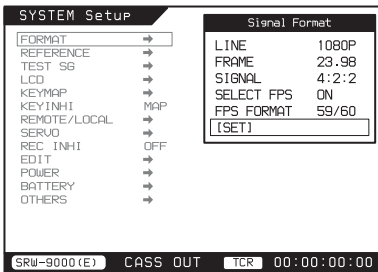 SYSTEM Setup
FORMAT ➡
REFERENCE ➡
TEST SG ➡
LCD ➡
KEYMAP ➡
KEYINHI MAP
REMOTE/LOCAL ➡
SERVO ➡
REC INHI OFF
EDIT ➡
POWER ➡
BATTERY ➡
OTHERS ➡
Signal Format
LINE 1080P
FRAME 23.98
SIGNAL 4:2:2
SELECT FPS ON
FPS FORMAT 59/60
[SET]
SRW-9000(E) CASS OUT TCR 00:00:00:00